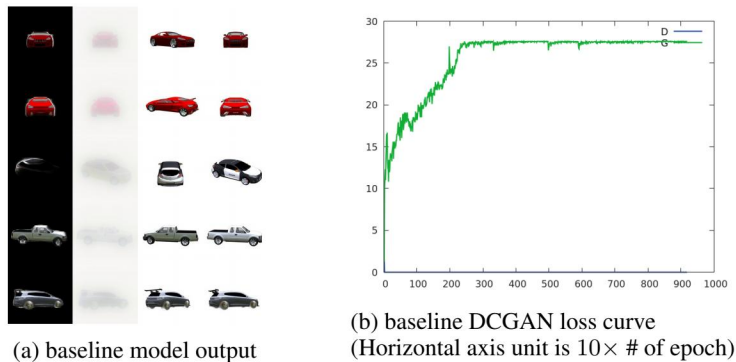 30
25
20
15
10
5
0
D
G
0 100 200 300 400 500 600 700 800 900 1000
(a) baseline model output
(b) baseline DCGAN loss curve
(Horizontal axis unit is 10× # of epoch)